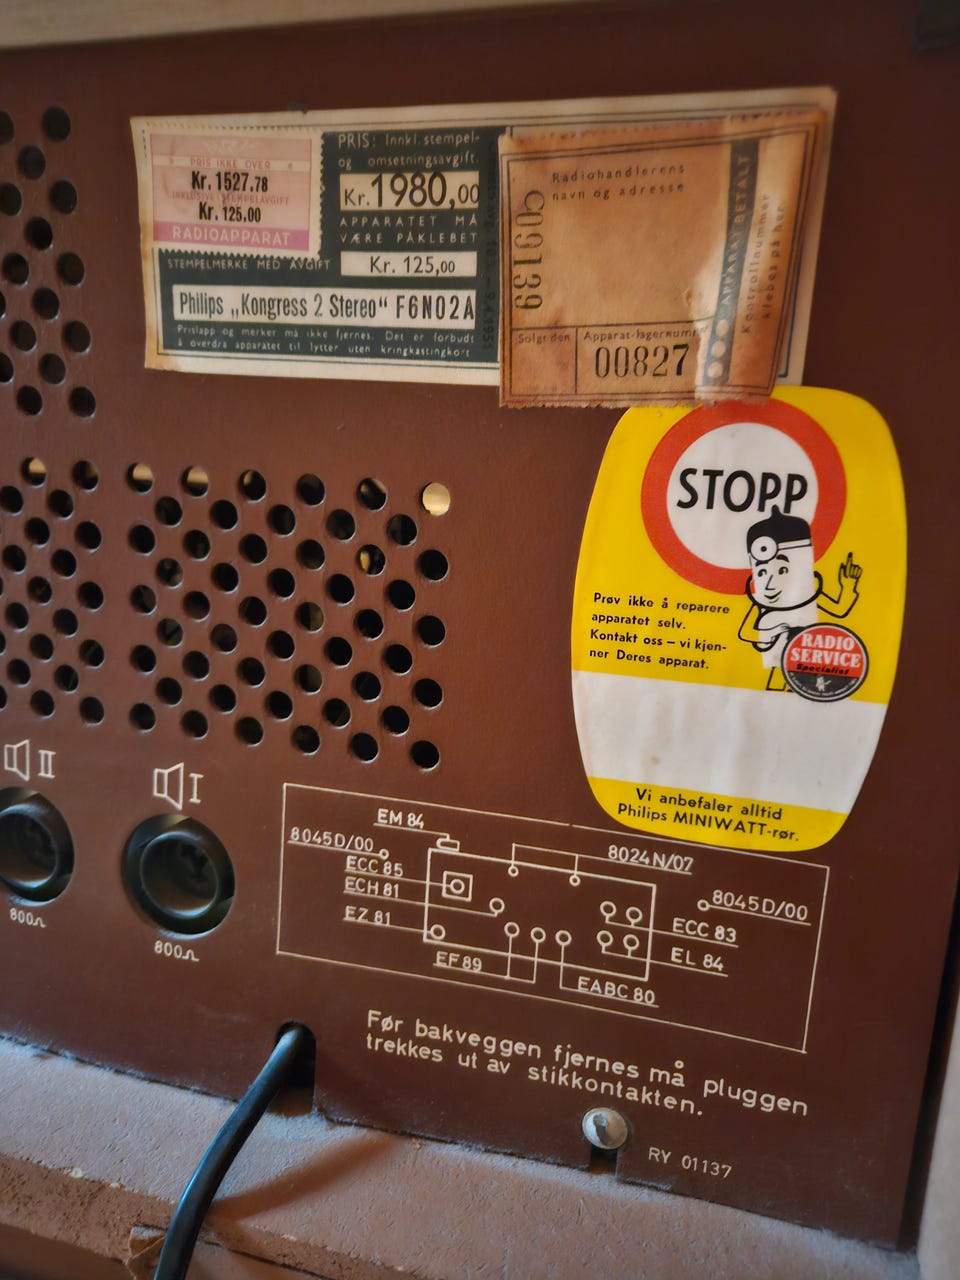 PRIS IKKE OVER
Kr. 1527.78
INKLUSIVE STEMPELAVGIFT
Kr. 125.00
RADIOAPPARAT
STEMPELMERKE MED AVGIFT
PRIS: Innkl. stempel-
og omsetningsavgift.
Kr. 1980,00
APPARATET MÅ
VÆRE PÅKLEBET
Kr. 125,00
Philips „Kongress 2 Stereo“ F6N02A
Prislapp og merker må ikke fjernes. Det er forbudt
å overdra apparatet til lytter uten kringkastingkort
Radiohandlerens
navn og adresse
C09139
Solgt den
Apparat-lagernummer
00827
APPARAT BETALT
Kontrollnummer
klebes på her
STOPP
Prøv ikke å reparere
apparatet selv.
Kontakt oss – vi kjen-
ner Deres apparat.
RADIO
SERVICE
Specialist
Vi anbefaler alltid
Philips MINIWATT-rør.
II
I
800Ω
800Ω
EM 84
8045D/00
ECC 85
ECH 81
EZ 81
EF 89
8024N/07
8045D/00
ECC 83
EL 84
EABC 80
Før bakveggen fjernes må pluggen
trekkes ut av stikkontakten.
RY 01137